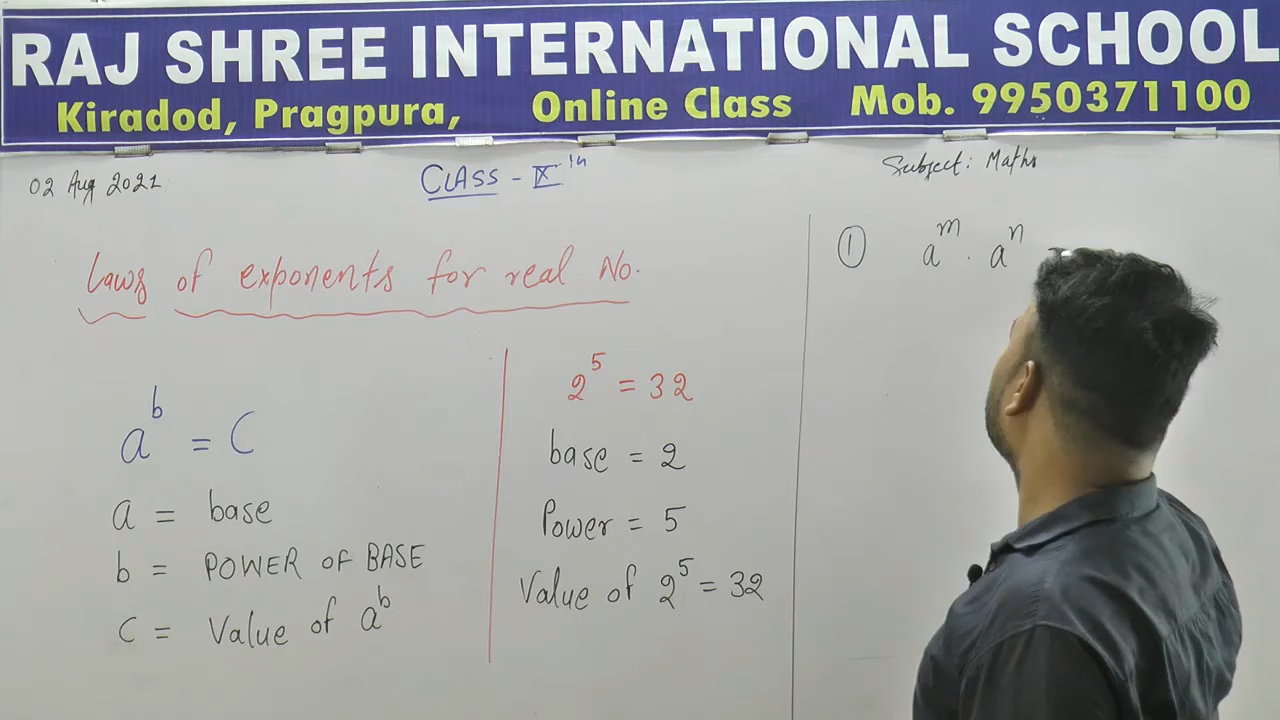 RAJ SHREE INTERNATIONAL SCHOOL
Kiradod, Pragpura, Online Class Mob. 9950371100
02 Aug 2021
CLASS - IX th
Subject: Maths
Laws of exponents for real No.
a^b = C
a = base
b = POWER OF BASE
C = Value of a^b
2^5 = 32
base = 2
Power = 5
Value of 2^5 = 32
① a^m . a^n